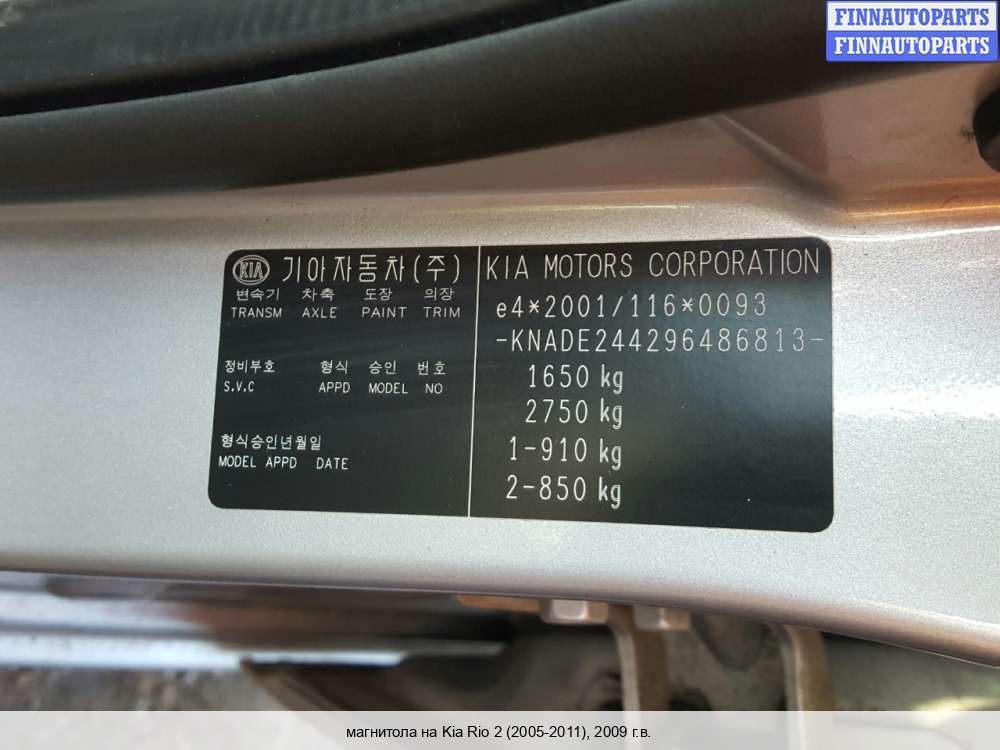 FINNAUTOPARTS
FINNAUTOPARTS
KIA 기아자동차(주)
변속기 차축 도장 의장
TRANSM AXLE PAINT TRIM
정비부호 형식 승인 번호
S.V.C APPD MODEL NO
형식승인년월일
MODEL APPD DATE
KIA MOTORS CORPORATION
e4*2001/116*0093
-KNADE244296486813-
1650 kg
2750 kg
1-910 kg
2-850 kg
магнитола на Kia Rio 2 (2005-2011), 2009 г.в.